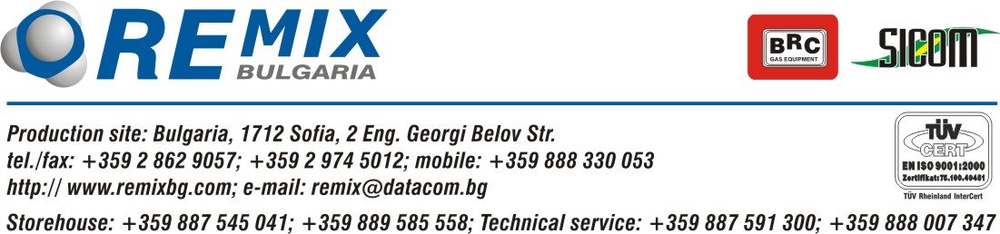 REMIX
BULGARIA
BRC
GAS EQUIPMENT
SICOM
Production site: Bulgaria, 1712 Sofia, 2 Eng. Georgi Belov Str.
tel./fax: +359 2 862 9057; +359 2 974 5012; mobile: +359 888 330 053
http:// www.remixbg.com; e-mail: remix@datacom.bg
TÜV
CERT
EN ISO 9001:2000
Zertifikat:75.100.40451
TÜV Rheinland InterCert
Storehouse: +359 887 545 041; +359 889 585 558; Technical service: +359 887 591 300; +359 888 007 347